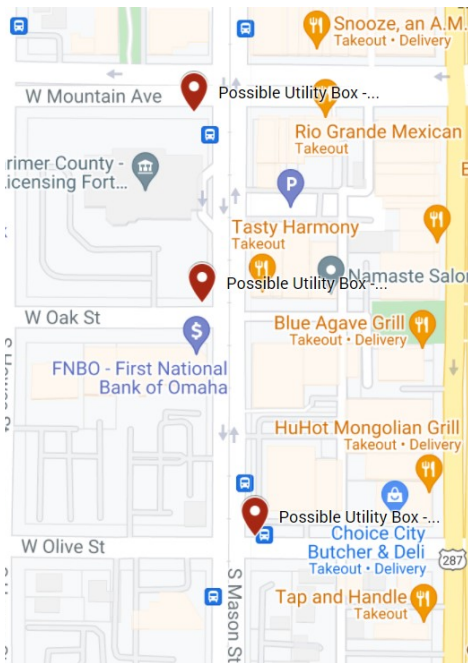 Snooze, an A.M.
Takeout • Delivery
W Mountain Ave
Possible Utility Box -...
Rio Grande Mexican
Takeout
rimer County -
icensing Fort...
P
Tasty Harmony
Takeout
Possible Utility Box -...
Namaste Salo
W Oak St
Blue Agave Grill
Takeout • Delivery
$
FNBO - First National
Bank of Omaha
HuHot Mongolian Grill
Takeout • Delivery
Possible Utility Box -...
Choice City
Butcher & Deli
Takeout • Delivery
W Olive St
287
S Mason St
Tap and Handle
Takeout